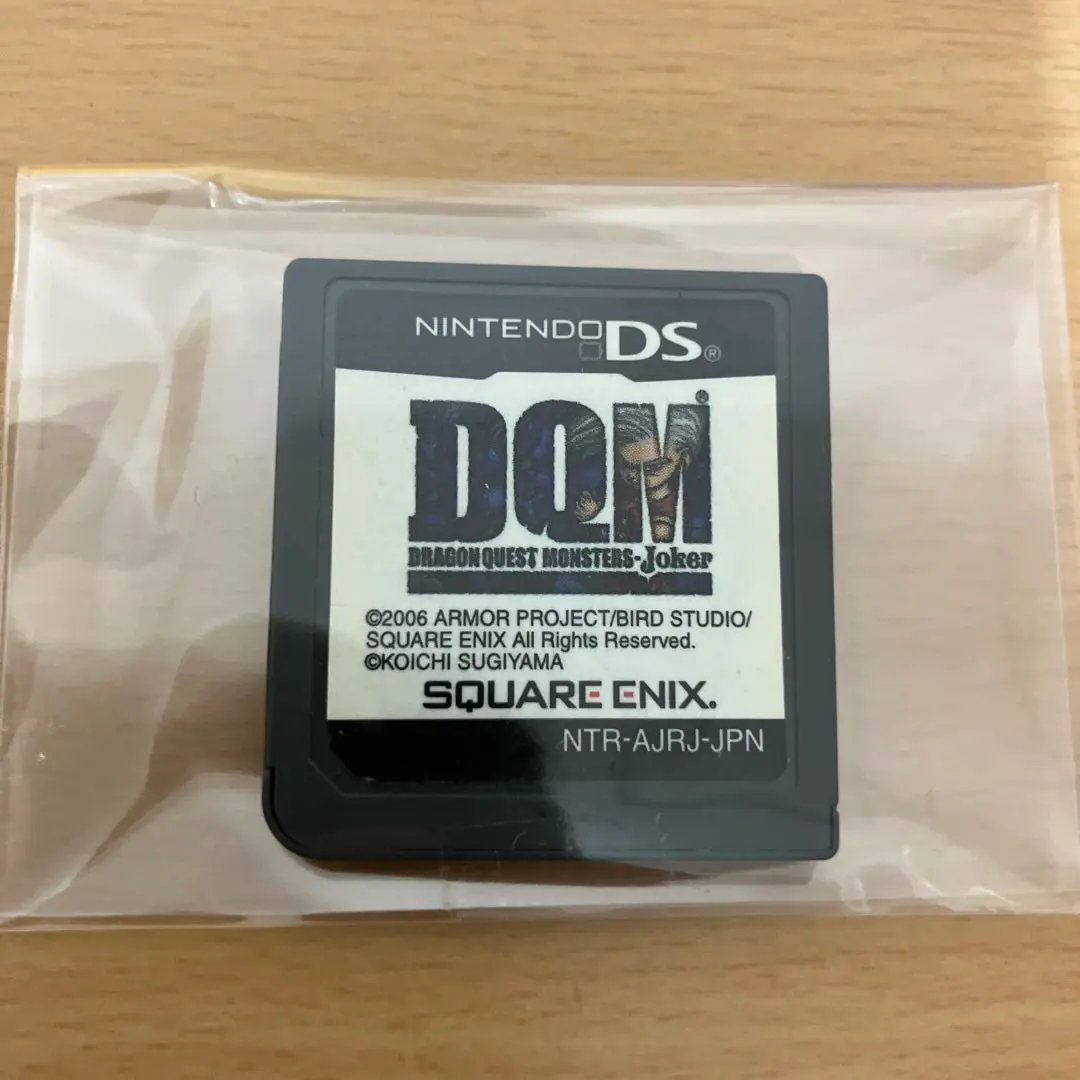 NINTENDO DS®
DQM®
DRAGON QUEST MONSTERS-Joker
©2006 ARMOR PROJECT/BIRD STUDIO/
SQUARE ENIX All Rights Reserved.
©KOICHI SUGIYAMA
SQUARE ENIX.
NTR-AJRJ-JPN